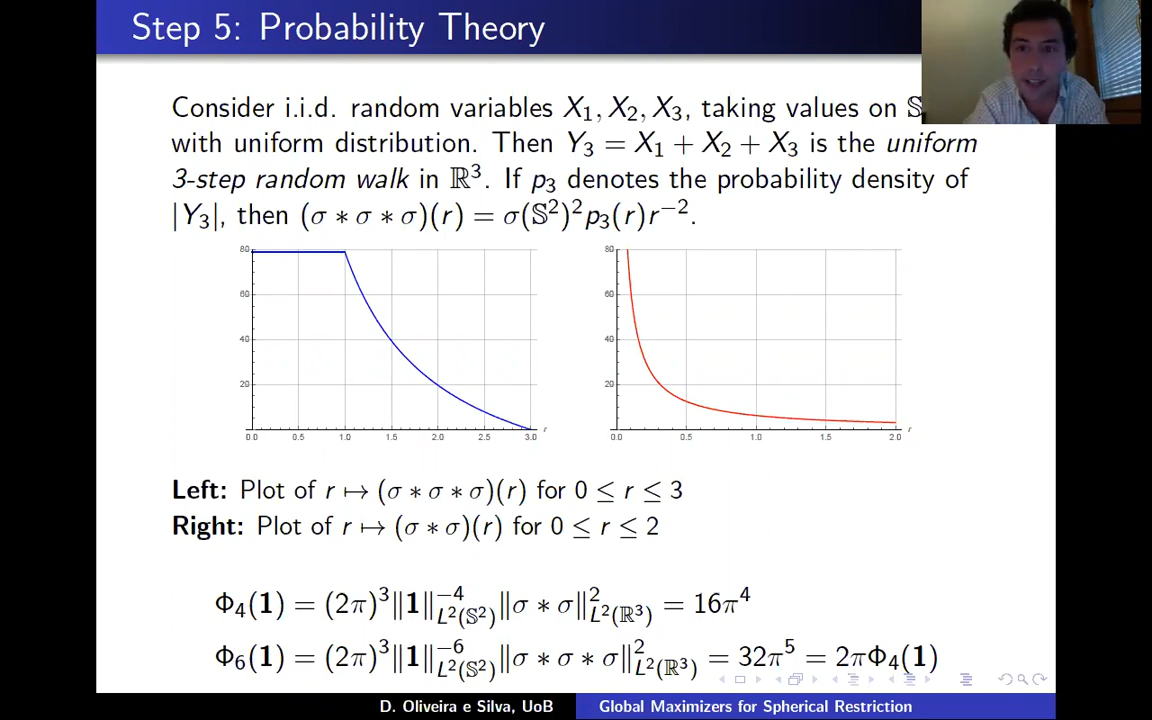 Step 5: Probability Theory
Consider i.i.d. random variables X₁, X₂, X₃, taking values on 𝕊
with uniform distribution. Then Y₃ = X₁ + X₂ + X₃ is the uniform
3-step random walk in ℝ³. If p₃ denotes the probability density of
|Y₃|, then (σ ∗ σ ∗ σ)(r) = σ(𝕊²)²p₃(r)r⁻².
80
60
40
20
0.0 0.5 1.0 1.5 2.0 2.5 3.0 r
80
60
40
20
0.0 0.5 1.0 1.5 2.0 r
Left: Plot of r ↦ (σ ∗ σ ∗ σ)(r) for 0 ≤ r ≤ 3
Right: Plot of r ↦ (σ ∗ σ)(r) for 0 ≤ r ≤ 2
Φ₄(1) = (2π)³‖1‖⁻⁴_{L²(𝕊²)}‖σ ∗ σ‖²_{L²(ℝ³)} = 16π⁴
Φ₆(1) = (2π)³‖1‖⁻⁶_{L²(𝕊²)}‖σ ∗ σ ∗ σ‖²_{L²(ℝ³)} = 32π⁵ = 2πΦ₄(1)
D. Oliveira e Silva, UoB Global Maximizers for Spherical Restriction